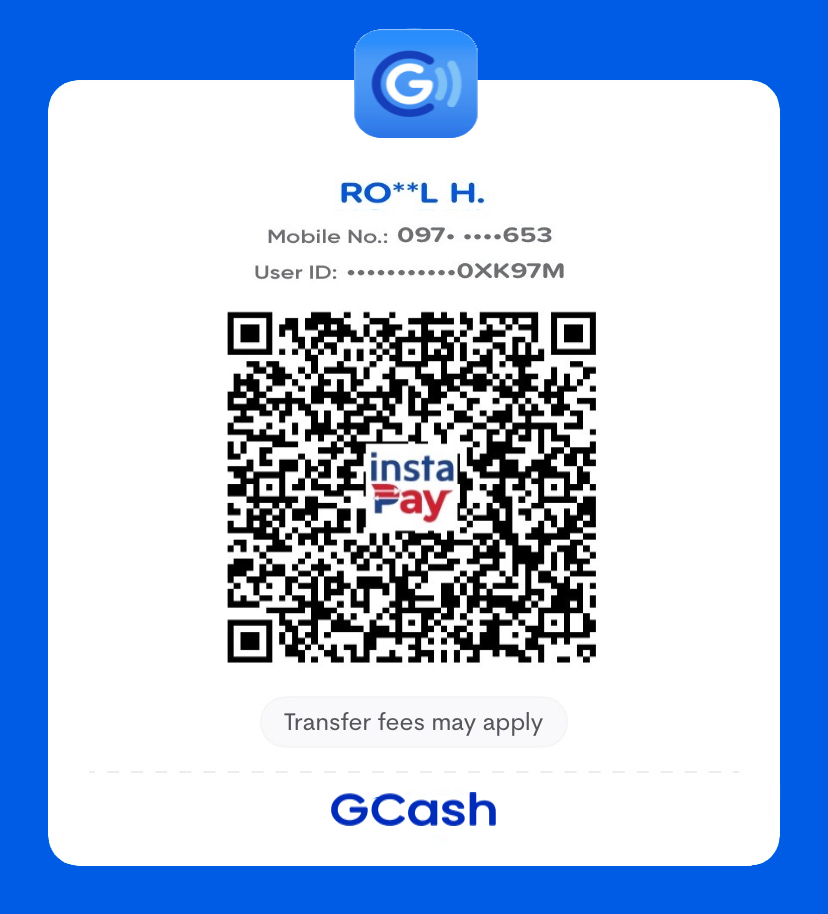 G
RO**L H.
Mobile No.: 097• ••••653
User ID: •••••••••••0XK97M
insta
Pay
Transfer fees may apply
GCash